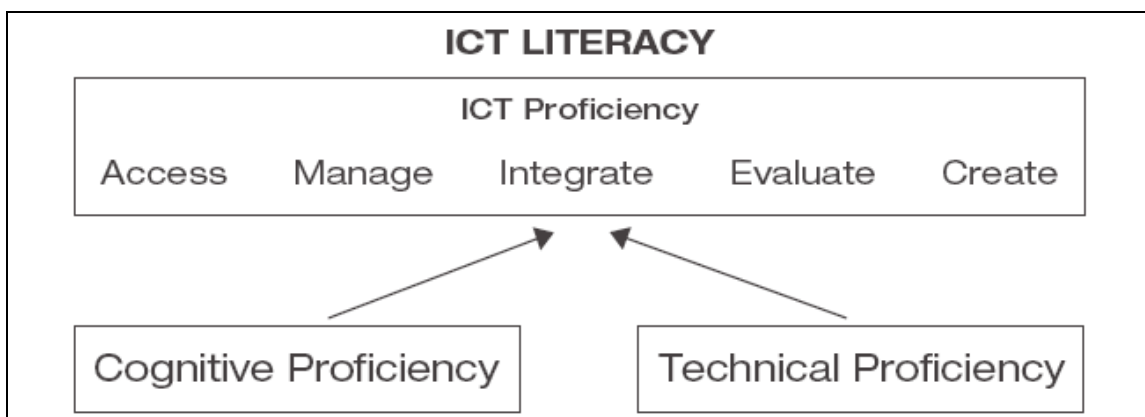 ICT LITERACY
ICT Proficiency
Access Manage Integrate Evaluate Create
Cognitive Proficiency Technical Proficiency